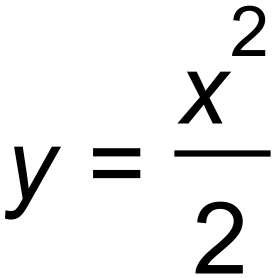 y = x²/2